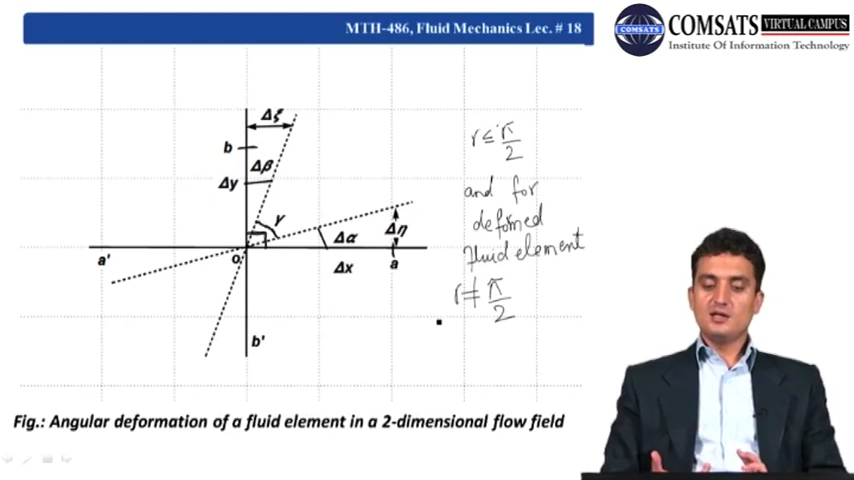 MTH-486, Fluid Mechanics Lec. # 18
COMSATS
COMSATS VIRTUAL CAMPUS
Institute Of Information Technology
Δζ
b
Δβ
Δy
γ
Δη
Δα
a'
o
Δx
a
b'
r ≤ π/2
and for
deformed
fluid element
r ≠ π/2
Fig.: Angular deformation of a fluid element in a 2-dimensional flow field